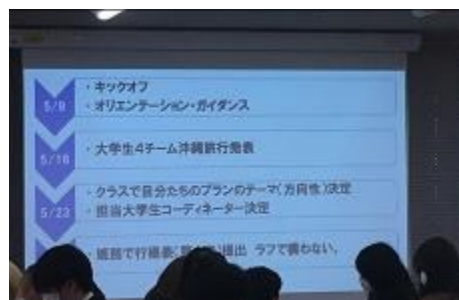 5/9
・キックオフ
・オリエンテーション・ガイダンス
5/16
・大学生4チーム沖縄旅行発表
5/23
・クラスで自分たちのプランのテーマ(方向性)決定
・担当大学生コーディネーター決定
で行程表 提出 ラフで構わない。